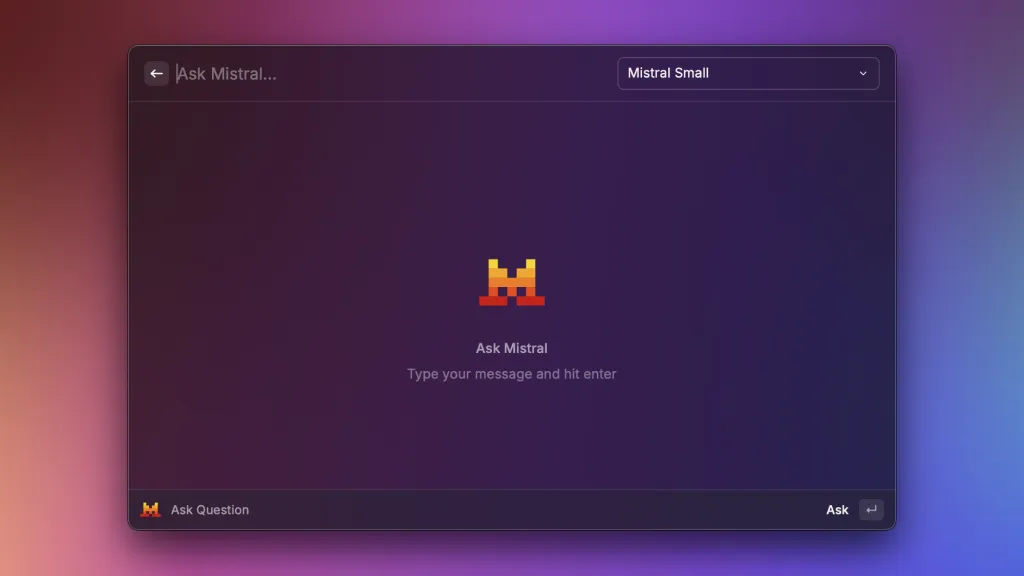 Ask Mistral...
Mistral Small
Ask Mistral
Type your message and hit enter
Ask Question
Ask